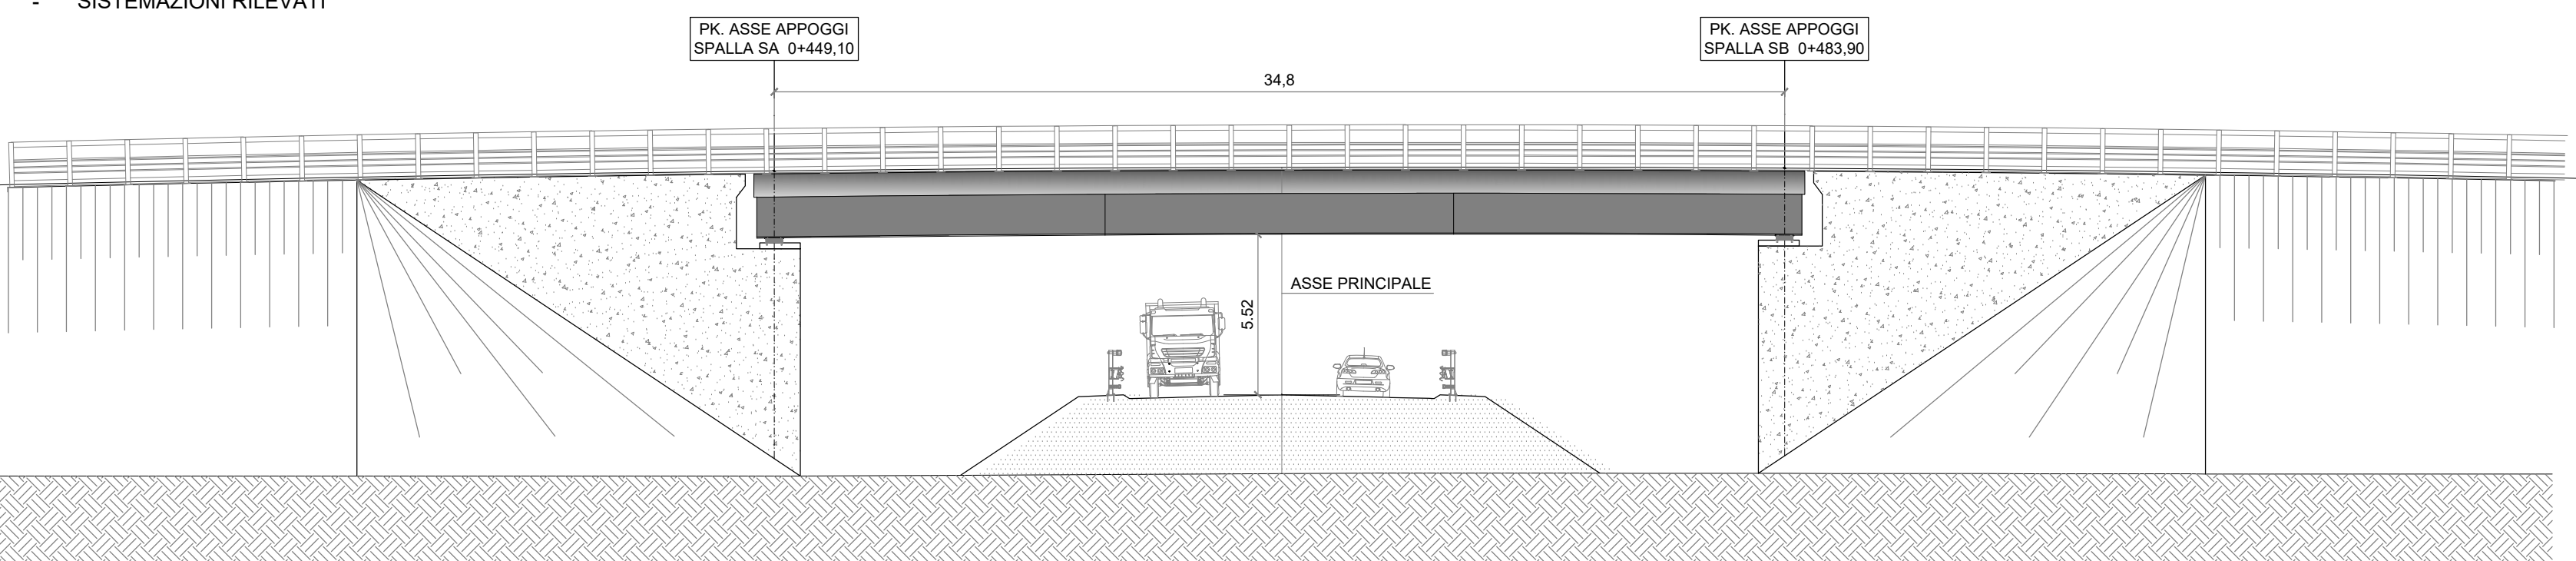 - SISTEMAZIONI RILEVATI
PK. ASSE APPOGGI
SPALLA SA 0+449,10
PK. ASSE APPOGGI
SPALLA SB 0+483,90
34,8
ASSE PRINCIPALE
5.52